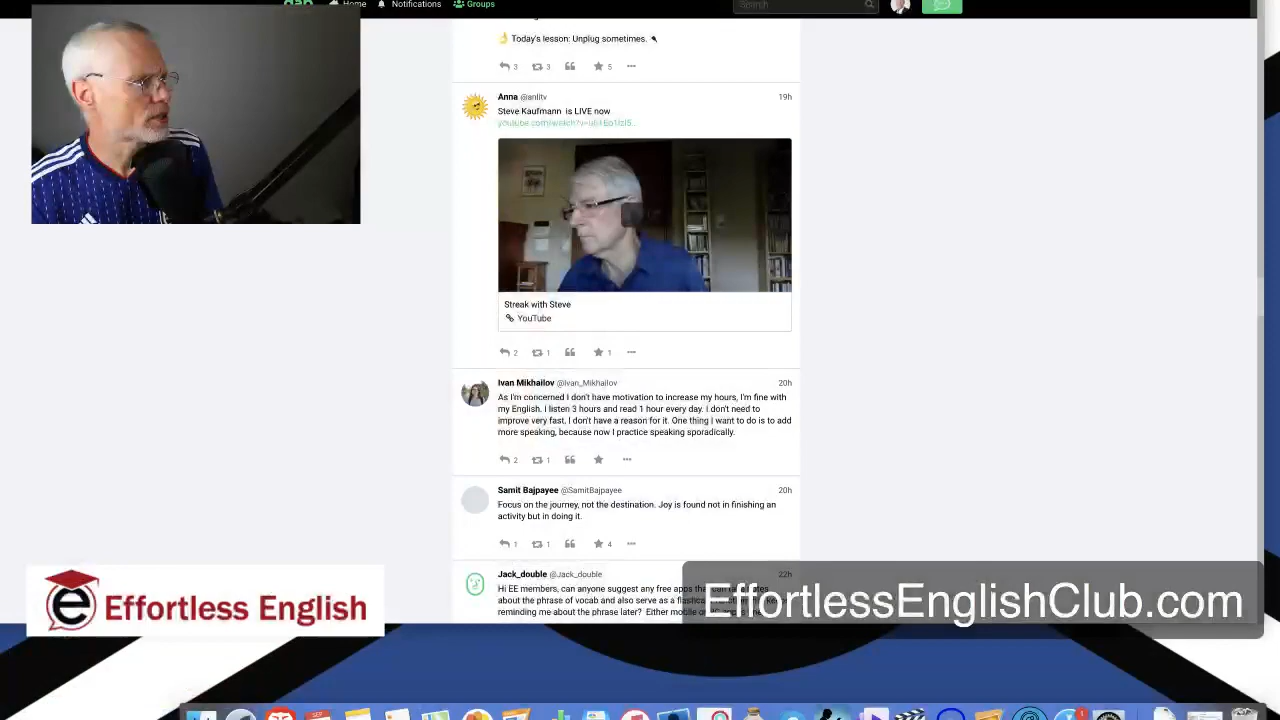 gab
Home
Notifications
Groups
Search
Today's lesson: Unplug sometimes.
3
3
5
Anna @anlitv
19h
Steve Kaufmann is LIVE now
Streak with Steve
YouTube
2
1
1
Ivan Mikhailov @Ivan_Mikhailov
20h
As I'm concerned I don't have motivation to increase my hours, I'm fine with
my English. I listen 3 hours and read 1 hour every day. I don't need to
improve very fast, I don't have a reason for it. One thing I want to do is to add
more speaking, because now I practice speaking sporadically.
2
1
Samit Bajpayee @SamitBajpayee
20h
Focus on the journey, not the destination. Joy is found not in finishing an
activity but in doing it.
1
1
4
Jack_double @Jack_double
22h
Hi EE members, can anyone suggest any free apps
about the phrase of vocab and also serve as a
reminding me about the phrase later? Either mobile
Effortless English
EffortlessEnglishClub.com